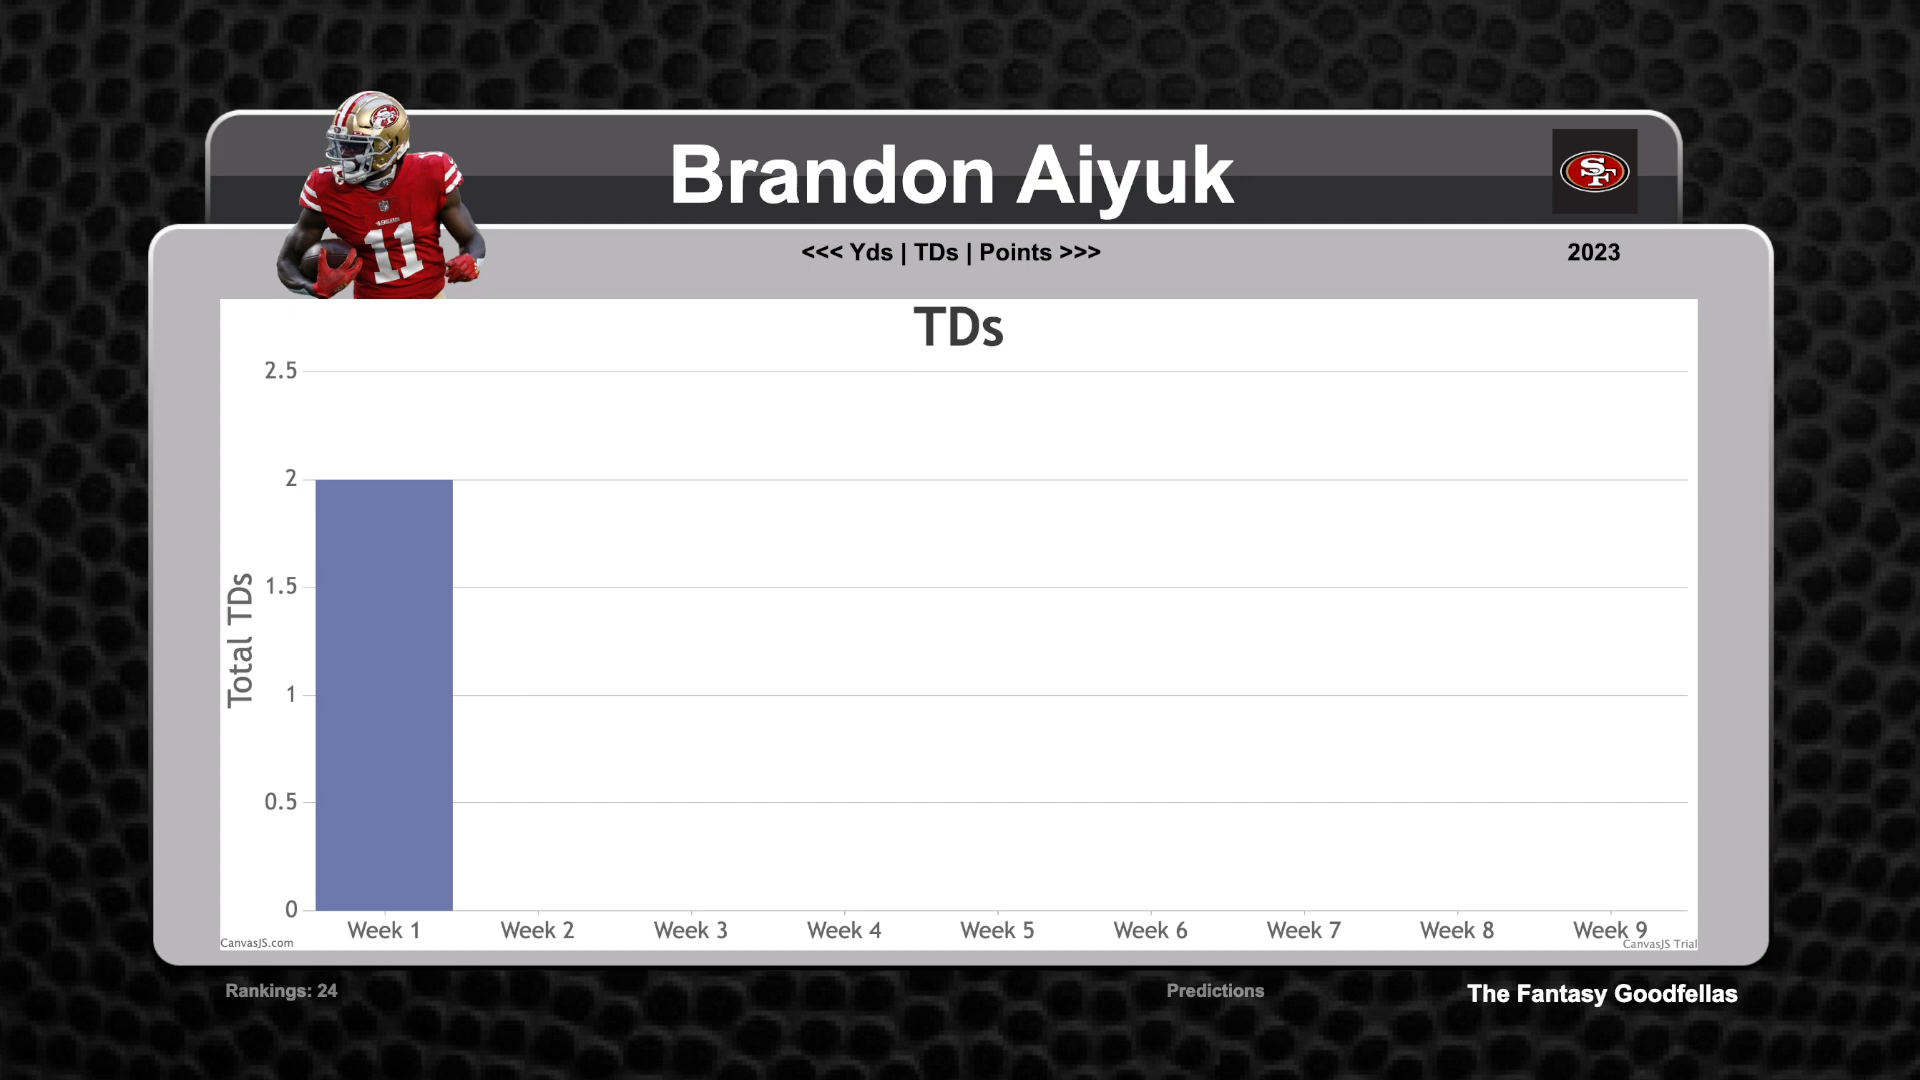 Brandon Aiyuk
SF
<<< Yds | TDs | Points >>>
2023
11
TDs
2.5
2
1.5
1
0.5
0
Total TDs
Week 1
Week 2
Week 3
Week 4
Week 5
Week 6
Week 7
Week 8
Week 9
CanvasJS.com
CanvasJS Trial
Rankings: 24
Predictions
The Fantasy Goodfellas